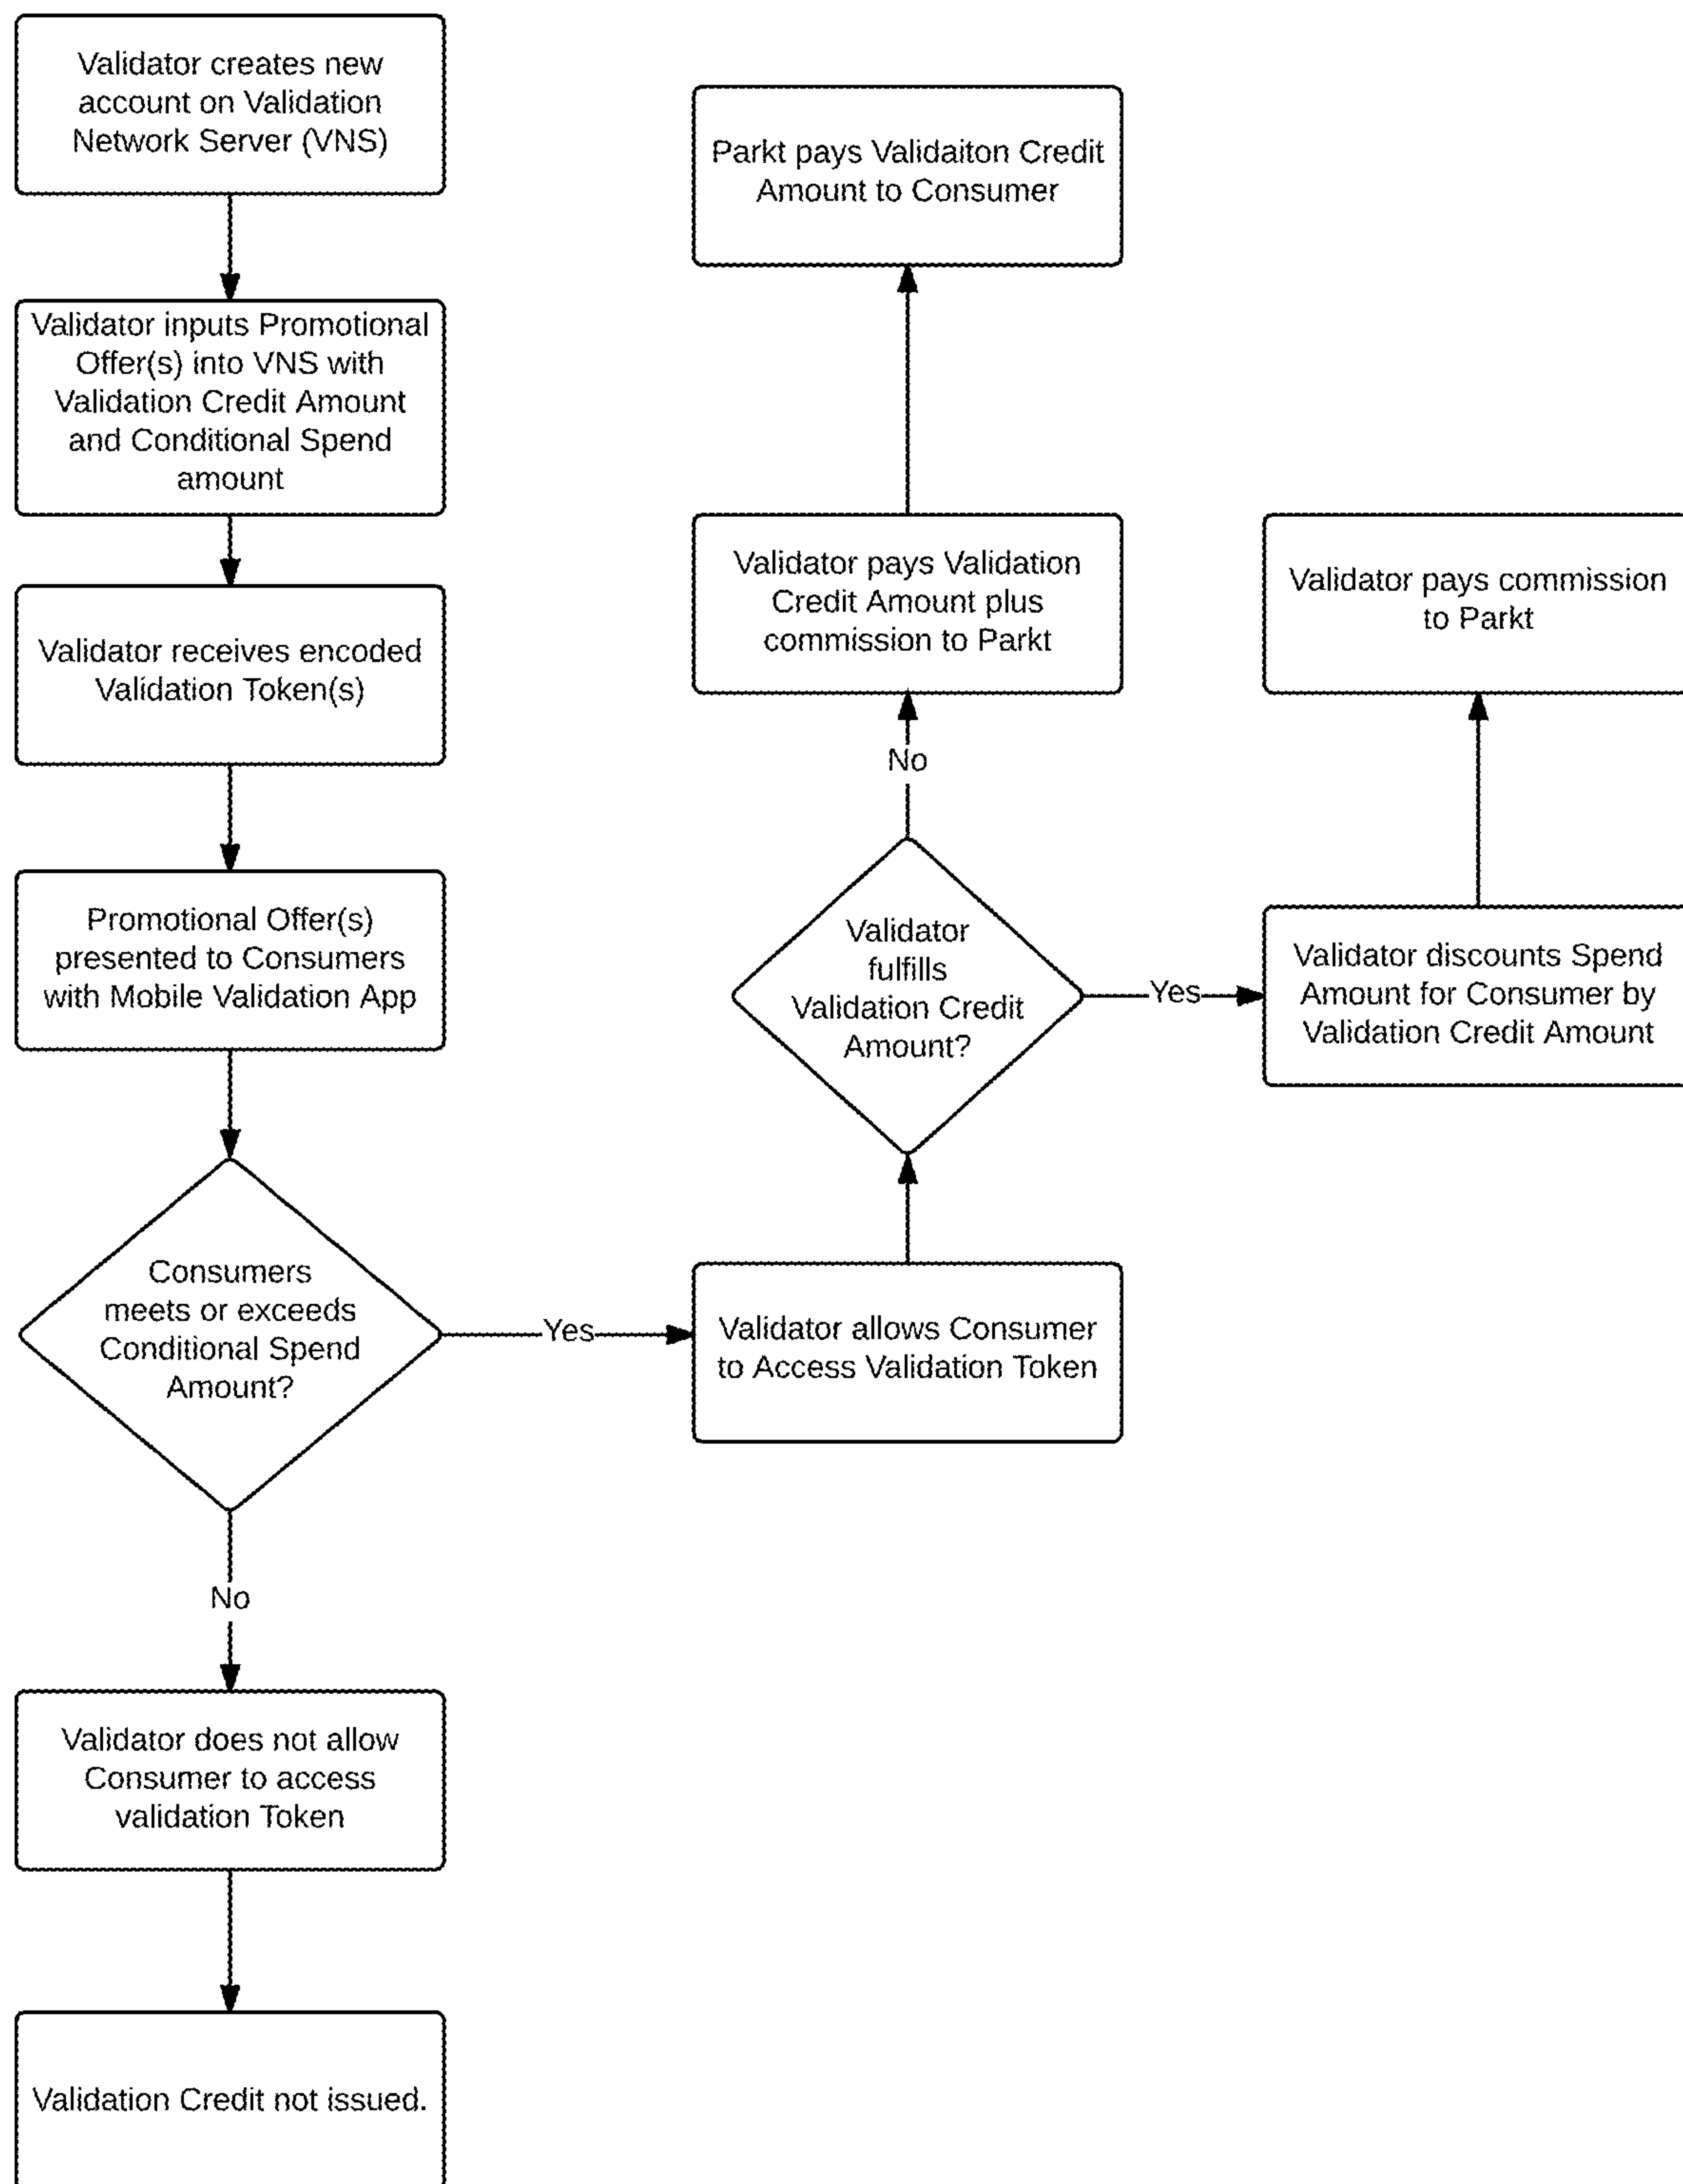 Validator creates new
account on Validation
Network Server (VNS)
Validator inputs Promotional
Offer(s) into VNS with
Validation Credit Amount
and Conditional Spend
amount
Validator receives encoded
Validation Token(s)
Promotional Offer(s)
presented to Consumers
with Mobile Validation App
Consumers
meets or exceeds
Conditional Spend
Amount?
No
Validator does not allow
Consumer to access
validation Token
Validation Credit not issued.
Yes
Validator allows Consumer
to Access Validation Token
Validator
fulfills
Validation Credit
Amount?
No
Validator pays Validation
Credit Amount plus
commission to Parkt
Parkt pays Validaiton Credit
Amount to Consumer
Yes
Validator discounts Spend
Amount for Consumer by
Validation Credit Amount
Validator pays commission
to Parkt